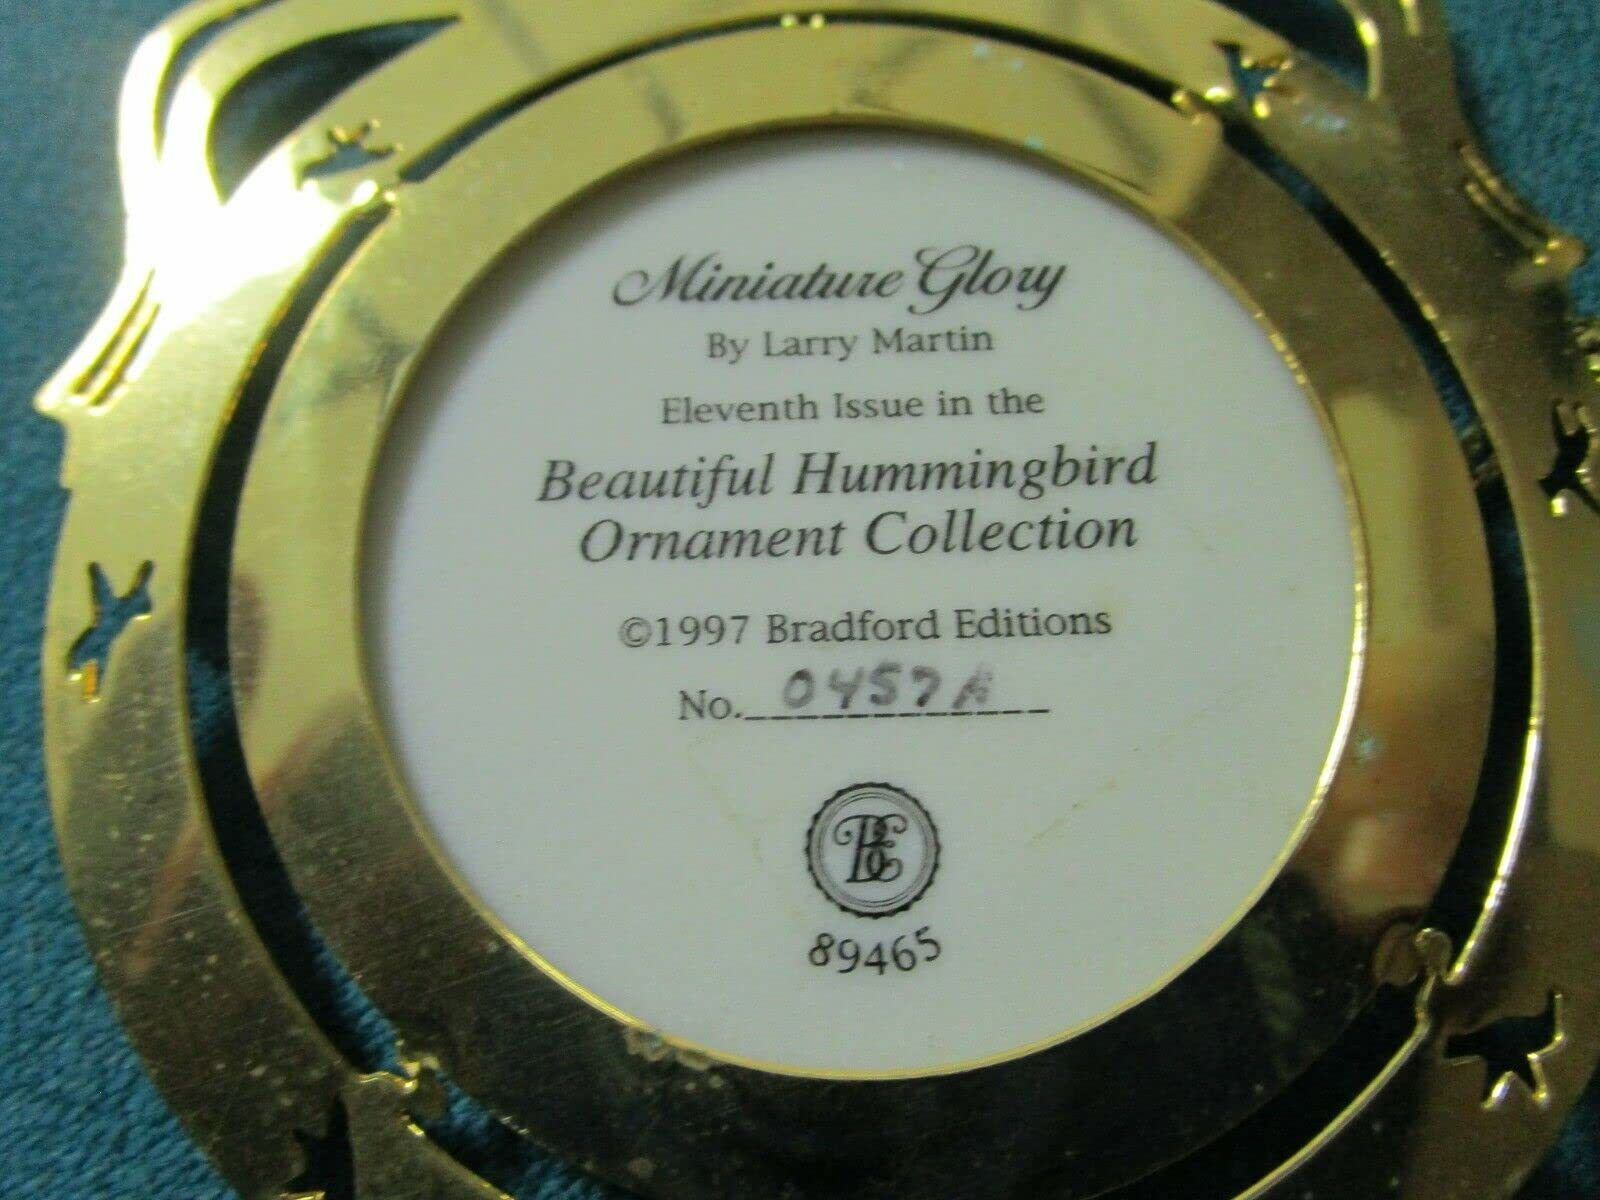 Miniature Glory
By Larry Martin
Eleventh Issue in the
Beautiful Hummingbird
Ornament Collection
©1997 Bradford Editions
No. 0457A
BE
89465